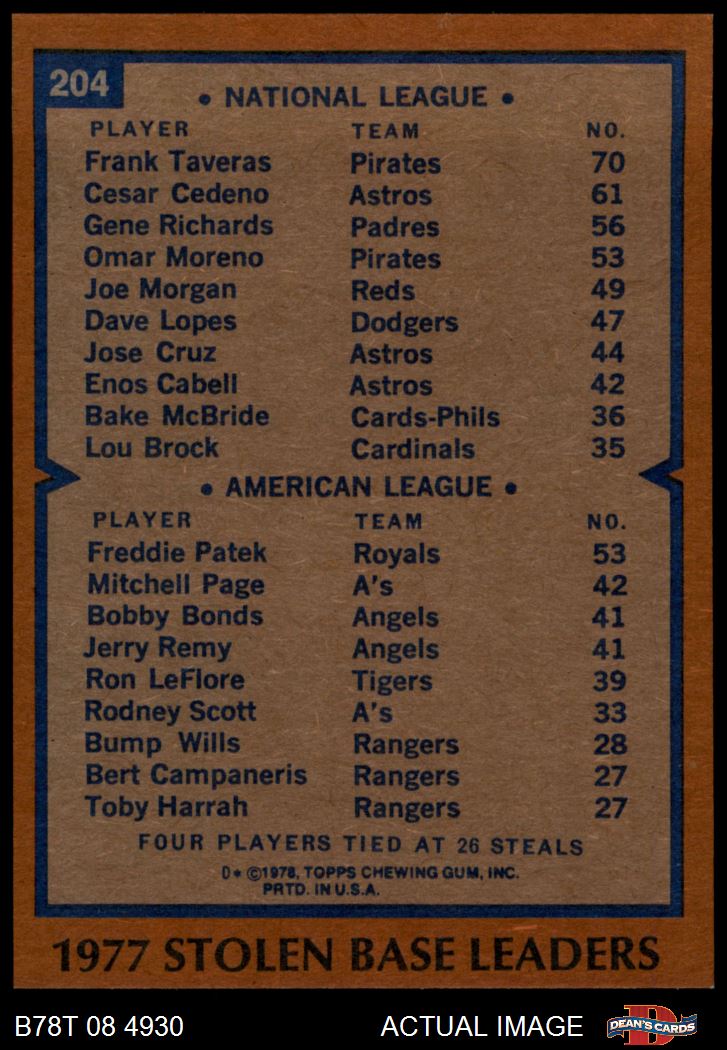 204
• NATIONAL LEAGUE •
PLAYER TEAM NO.
Frank Taveras Pirates 70
Cesar Cedeno Astros 61
Gene Richards Padres 56
Omar Moreno Pirates 53
Joe Morgan Reds 49
Dave Lopes Dodgers 47
Jose Cruz Astros 44
Enos Cabell Astros 42
Bake McBride Cards-Phils 36
Lou Brock Cardinals 35
• AMERICAN LEAGUE •
PLAYER TEAM NO.
Freddie Patek Royals 53
Mitchell Page A's 42
Bobby Bonds Angels 41
Jerry Remy Angels 41
Ron LeFlore Tigers 39
Rodney Scott A's 33
Bump Wills Rangers 28
Bert Campaneris Rangers 27
Toby Harrah Rangers 27
FOUR PLAYERS TIED AT 26 STEALS
D* ©1978, TOPPS CHEWING GUM, INC.
PRTD. IN U.S.A.
1977 STOLEN BASE LEADERS
B78T 08 4930 ACTUAL IMAGE D DEAN'S CARDS